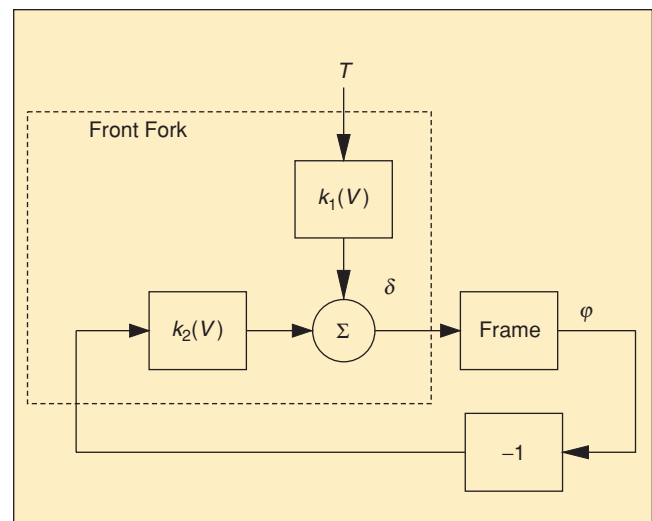 T
Front Fork
k₁(V)
δ
k₂(V)
Σ
Frame
φ
−1